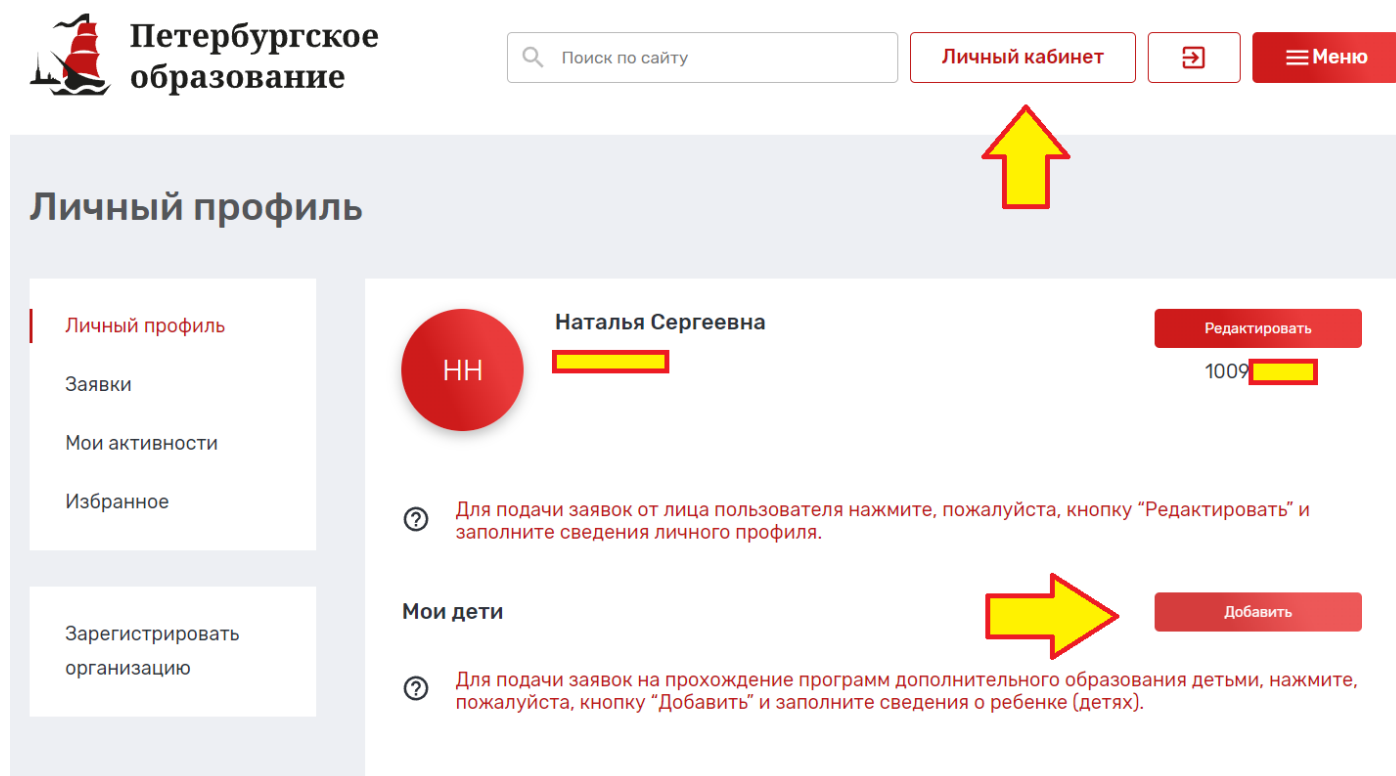 Петербургское
образование
Поиск по сайту
Личный кабинет
Меню
Личный профиль
Личный профиль
Заявки
Мои активности
Избранное
Зарегистрировать
организацию
НН
Наталья Сергеевна
Редактировать
1009
Для подачи заявок от лица пользователя нажмите, пожалуйста, кнопку “Редактировать” и
заполните сведения личного профиля.
Мои дети
Добавить
Для подачи заявок на прохождение программ дополнительного образования детьми, нажмите,
пожалуйста, кнопку “Добавить” и заполните сведения о ребенке (детях).